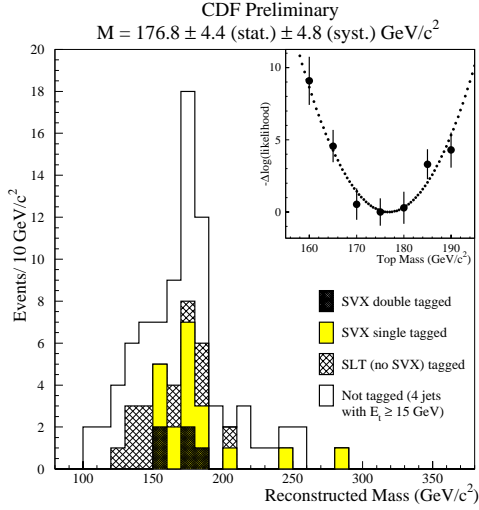 CDF Preliminary
M = 176.8 ± 4.4 (stat.) ± 4.8 (syst.) GeV/c²
Events/ 10 GeV/c²
20
18
16
14
12
10
8
6
4
2
0
-Δlog(likelihood)
-10
-5
0
160 170 180 190
Top Mass (GeV/c²)
SVX double tagged
SVX single tagged
SLT (no SVX) tagged
Not tagged (4 jets
with Eₜ ≥ 15 GeV)
100 150 200 250 300 350
Reconstructed Mass (GeV/c²)